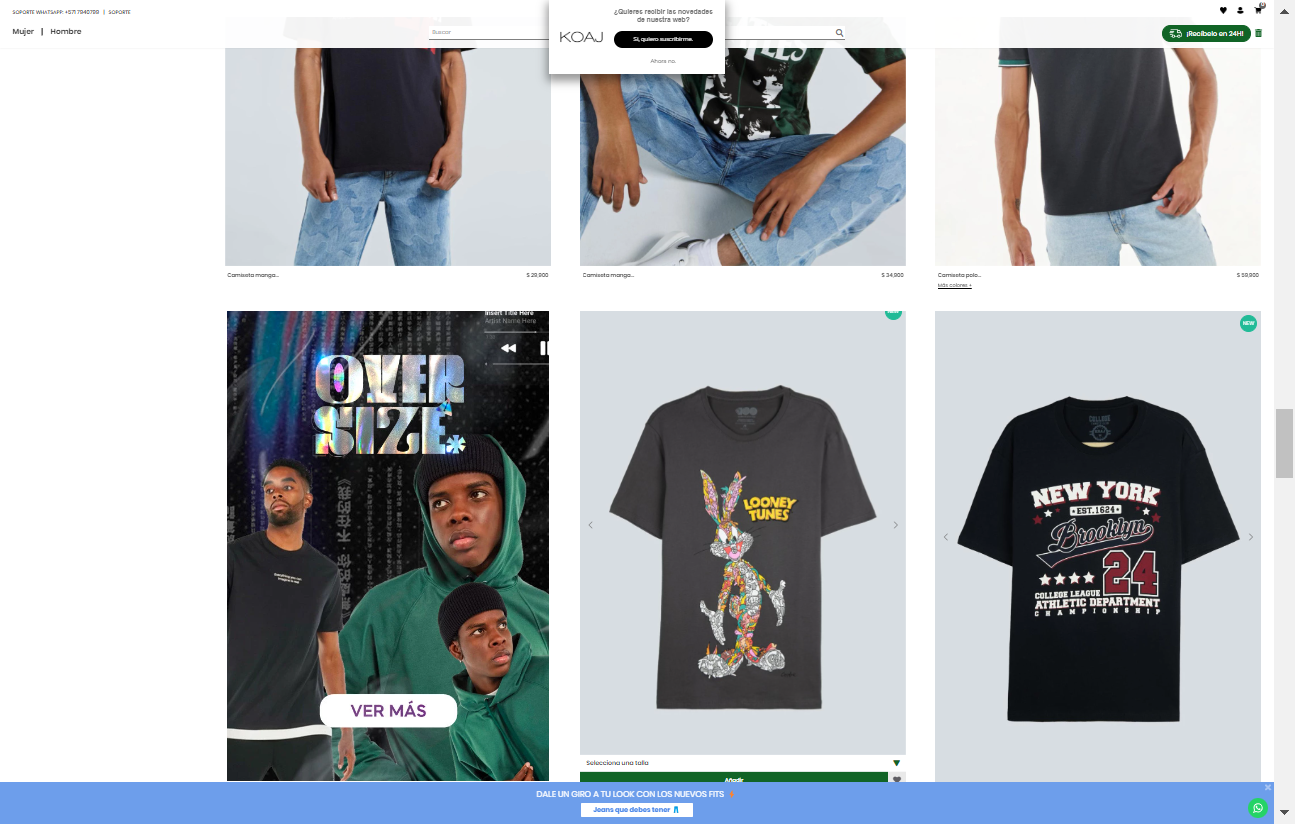 SOPORTE WHATSAPP: +571 7940798 | SOPORTE
Mujer | Hombre
Buscar
KOAJ
¿Quieres recibir las novedades
de nuestra web?
Sí, quiero suscribirme.
Ahora no.
¡Recíbelo en 24H!
Camiseta manga...
$ 29,900
Camiseta manga...
$ 34,900
Camiseta polo...
$ 59,900
Más colores +
Insert Title Here
Artist Name Here
OVER
SIZE
VER MÁS
LOONEY
TUNES
Selecciona una talla
Añadir
NEW
COLLEGE
NEW YORK
EST.1624
Brooklyn
24
COLLEGE LEAGUE
ATHLETIC DEPARTMENT
CHAMPIONSHIP
DALE UN GIRO A TU LOOK CON LOS NUEVOS FITS
Jeans que debes tener